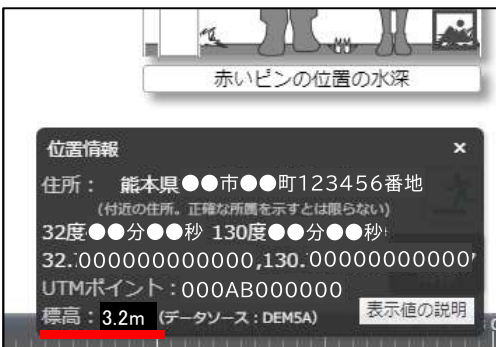 赤いピンの位置の水深
位置情報 ×
住所： 熊本県●●市●●町123456番地
(付近の住所。正確な所属を示すとは限らない)
32度●●分●●秒 130度●●分●●秒
32.000000000000,130.00000000000
UTMポイント：000AB000000
標高：3.2m (データソース：DEM5A) 表示値の説明